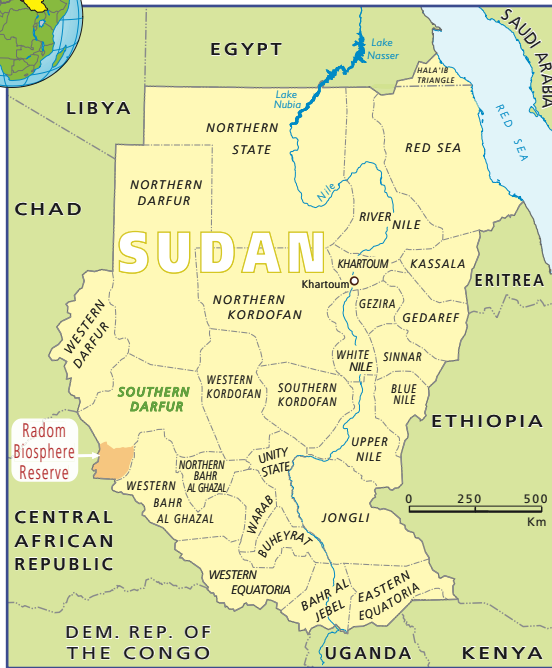 EGYPT
Lake
Nasser
SAUDI ARABIA
HALA'IB
TRIANGLE
LIBYA
Lake
Nubia
RED SEA
NORTHERN
STATE
RED SEA
NORTHERN
DARFUR
Nile
CHAD
RIVER NILE
SUDAN
KHARTOUM
KASSALA
Khartoum
ERITREA
NORTHERN
KORDOFAN
GEZIRA
GEDAREF
WESTERN
DARFUR
WHITE
NILE
SINNAR
SOUTHERN
DARFUR
WESTERN
KORDOFAN
SOUTHERN
KORDOFAN
BLUE
NILE
ETHIOPIA
Radom
Biosphere
Reserve
UPPER
NILE
UNITY
STATE
NORTHERN
BAHR
AL GHAZAL
WESTERN
BAHR
AL GHAZAL
WARAB
JONGLI
0 250 500
Km
CENTRAL
AFRICAN
REPUBLIC
BUHEYRAT
WESTERN
EQUATORIA
BAHR AL
JEBEL
EASTERN
EQUATORIA
DEM. REP. OF
THE CONGO
UGANDA
KENYA